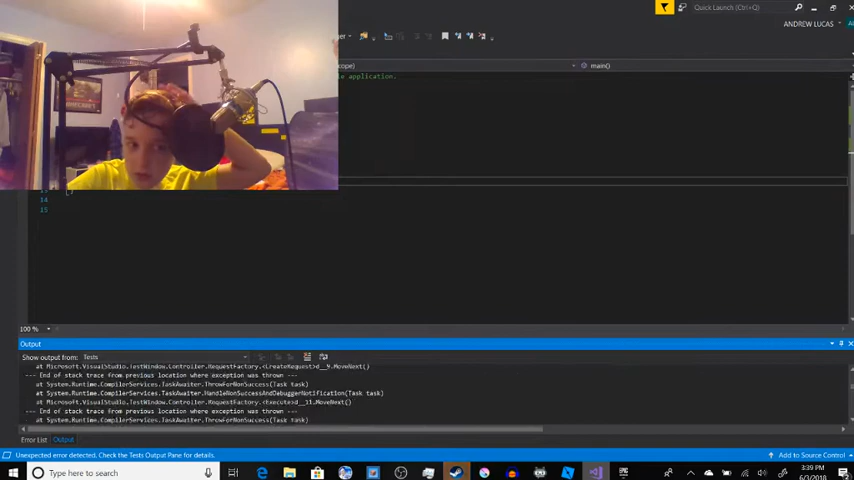 Quick Launch (Ctrl+Q)
ANDREW LUCAS
main()
application.
14
15
100 %
Output
Show output from: Tests
at Microsoft.VisualStudio.TestWindow.Controller.RequestFactory.<CreateRequest>d__9.MoveNext()
--- End of stack trace from previous location where exception was thrown ---
at System.Runtime.CompilerServices.TaskAwaiter.ThrowForNonSuccess(Task task)
at System.Runtime.CompilerServices.TaskAwaiter.HandleNonSuccessAndDebuggerNotification(Task task)
at Microsoft.VisualStudio.TestWindow.Controller.RequestFactory.<executes>d__11.MoveNext()
--- End of stack trace from previous location where exception was thrown ---
at System.Runtime.CompilerServices.TaskAwaiter.ThrowForNonSuccess(Task task)
Error List Output
Unexpected error detected. Check the Tests Output Pane for details.
Add to Source Control
Type here to search
3:39 PM
6/3/2018